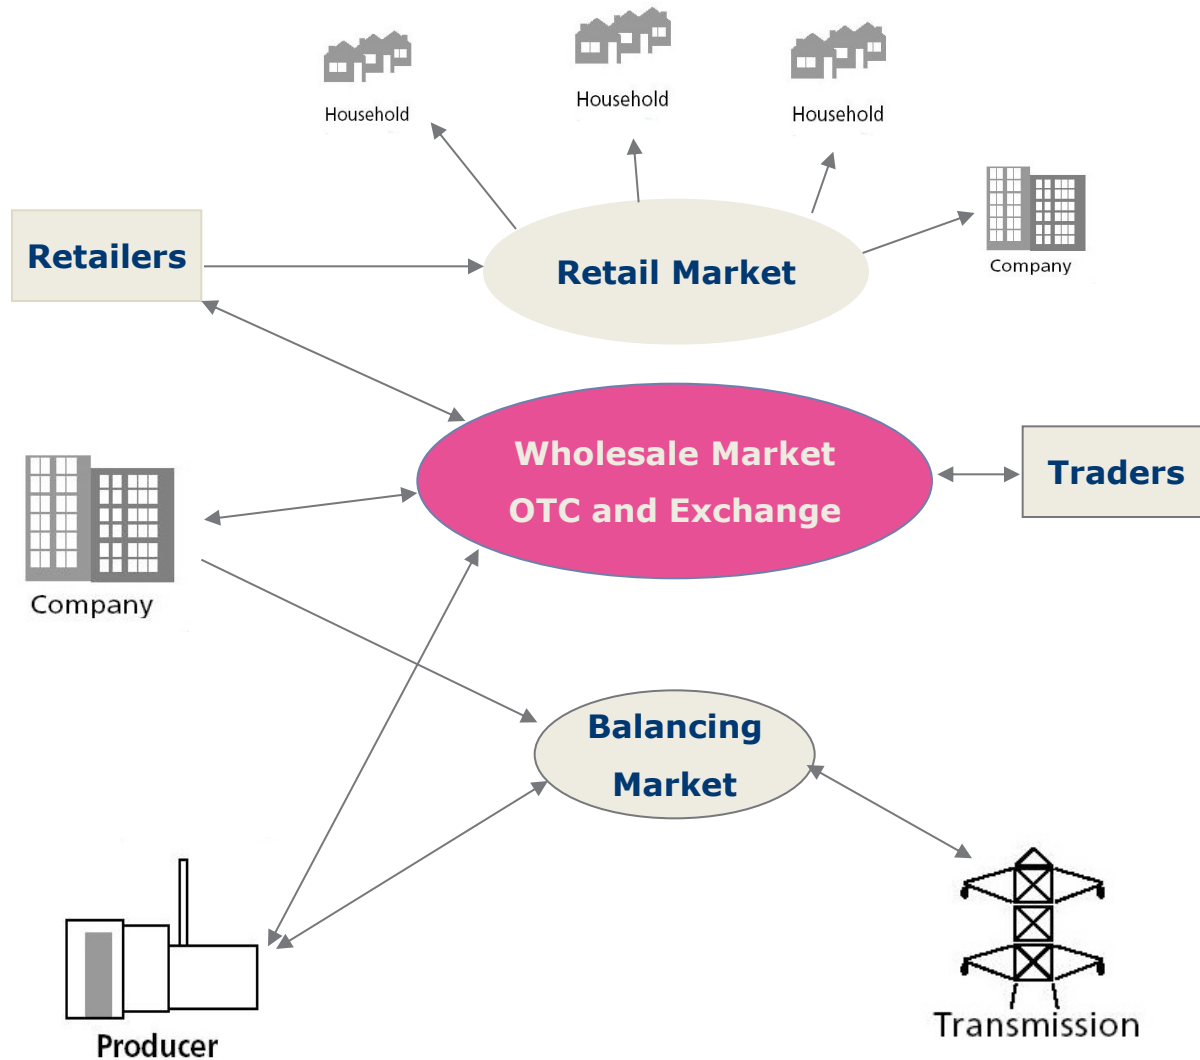 Household
Household
Household
Retailers
Retail Market
Company
Wholesale Market
OTC and Exchange
Traders
Company
Balancing
Market
Producer
Transmission